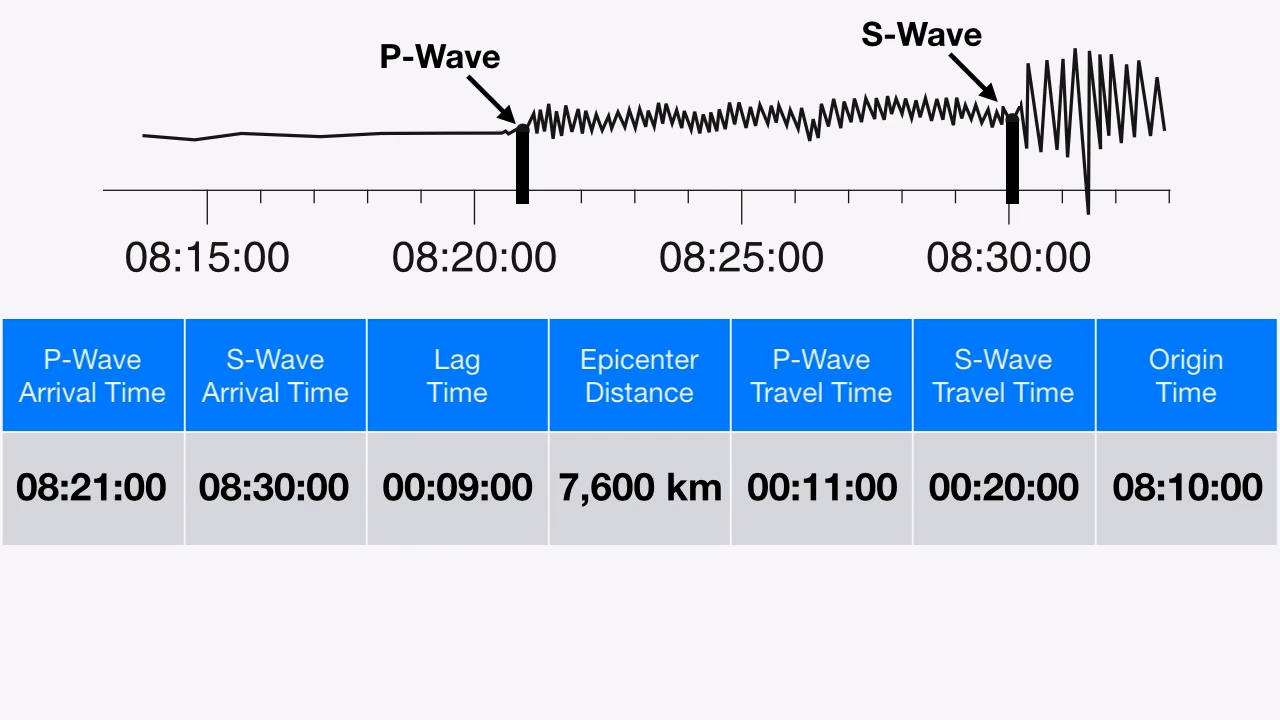 S-Wave
P-Wave
08:15:00 08:20:00 08:25:00 08:30:00
P-Wave Arrival Time
S-Wave Arrival Time
Lag Time
Epicenter Distance
P-Wave Travel Time
S-Wave Travel Time
Origin Time
08:21:00 08:30:00 00:09:00 7,600 km 00:11:00 00:20:00 08:10:00